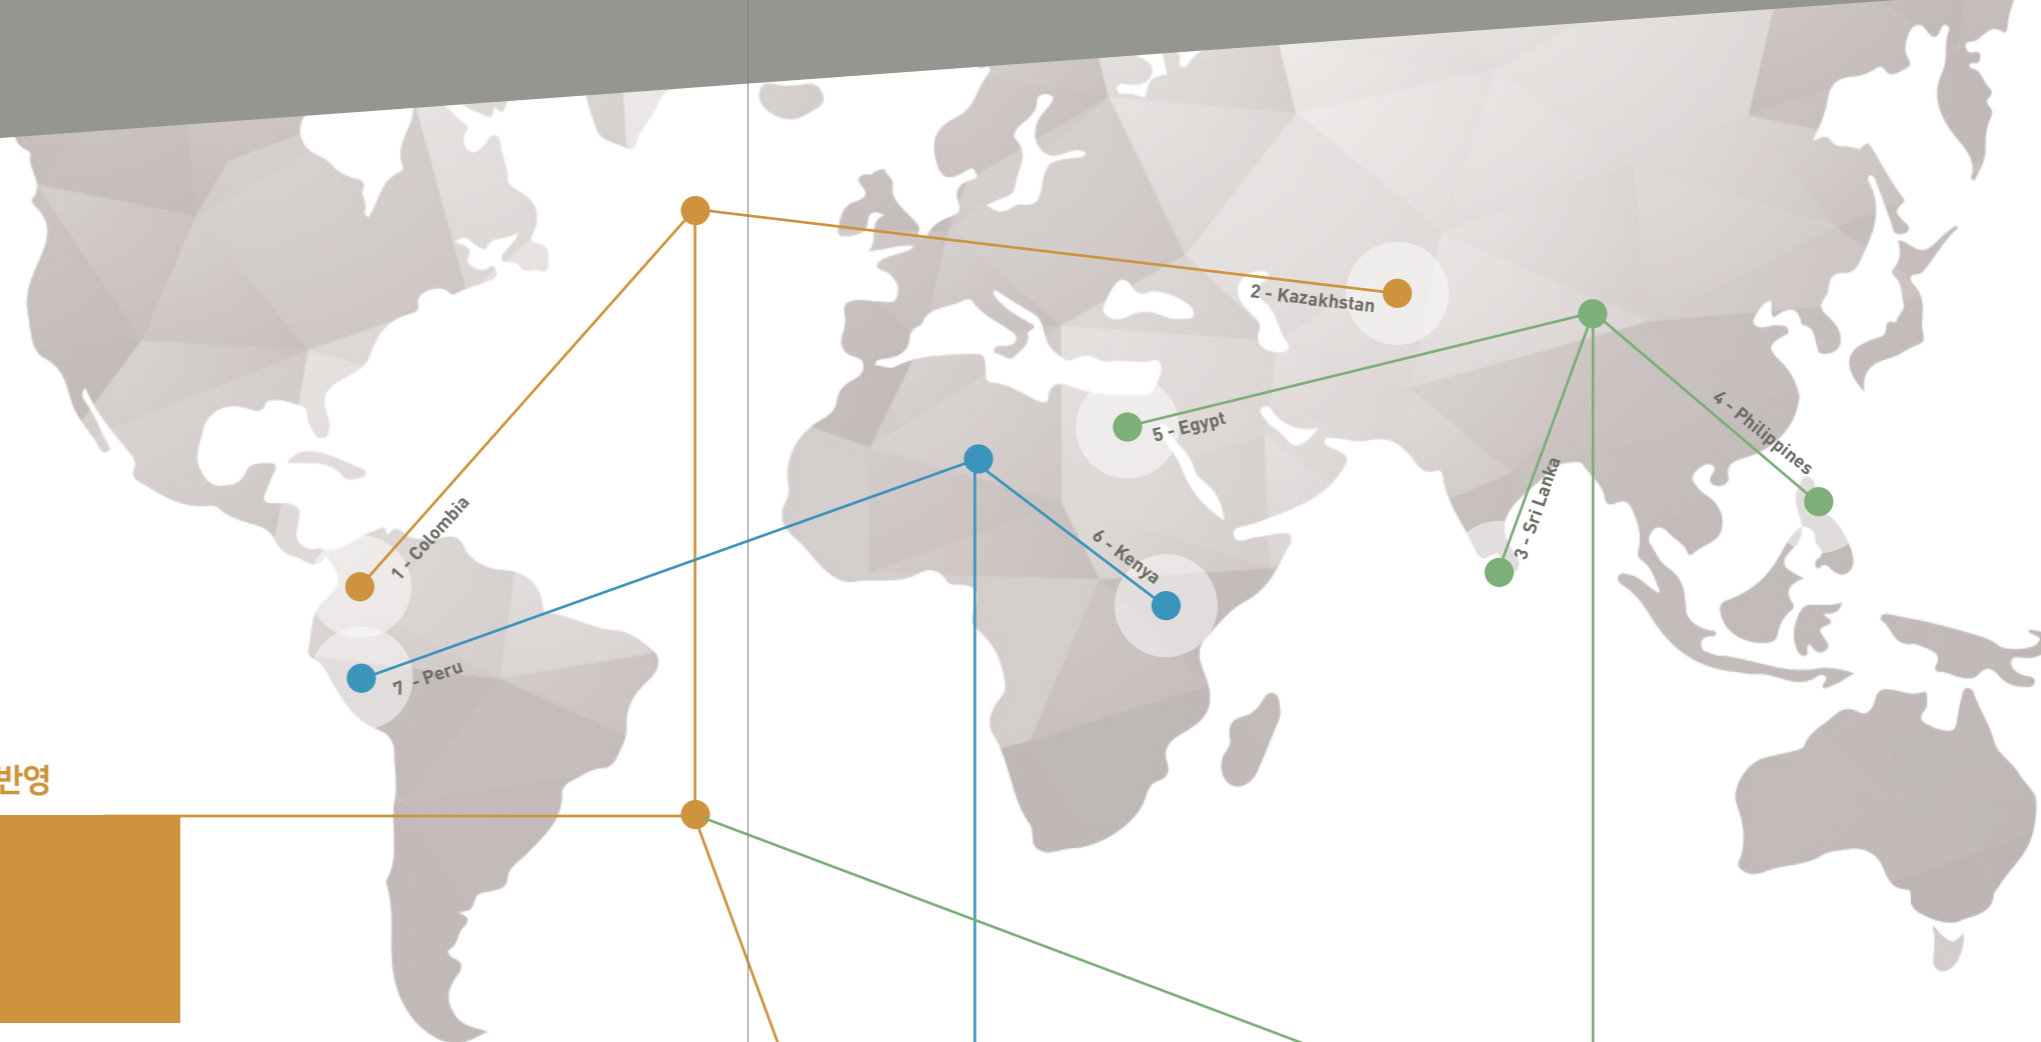 2 - Kazakhstan
4 - Philippines
5 - Egypt
3 - Sri Lanka
1 - Colombia
6 - Kenya
7 - Peru
반영